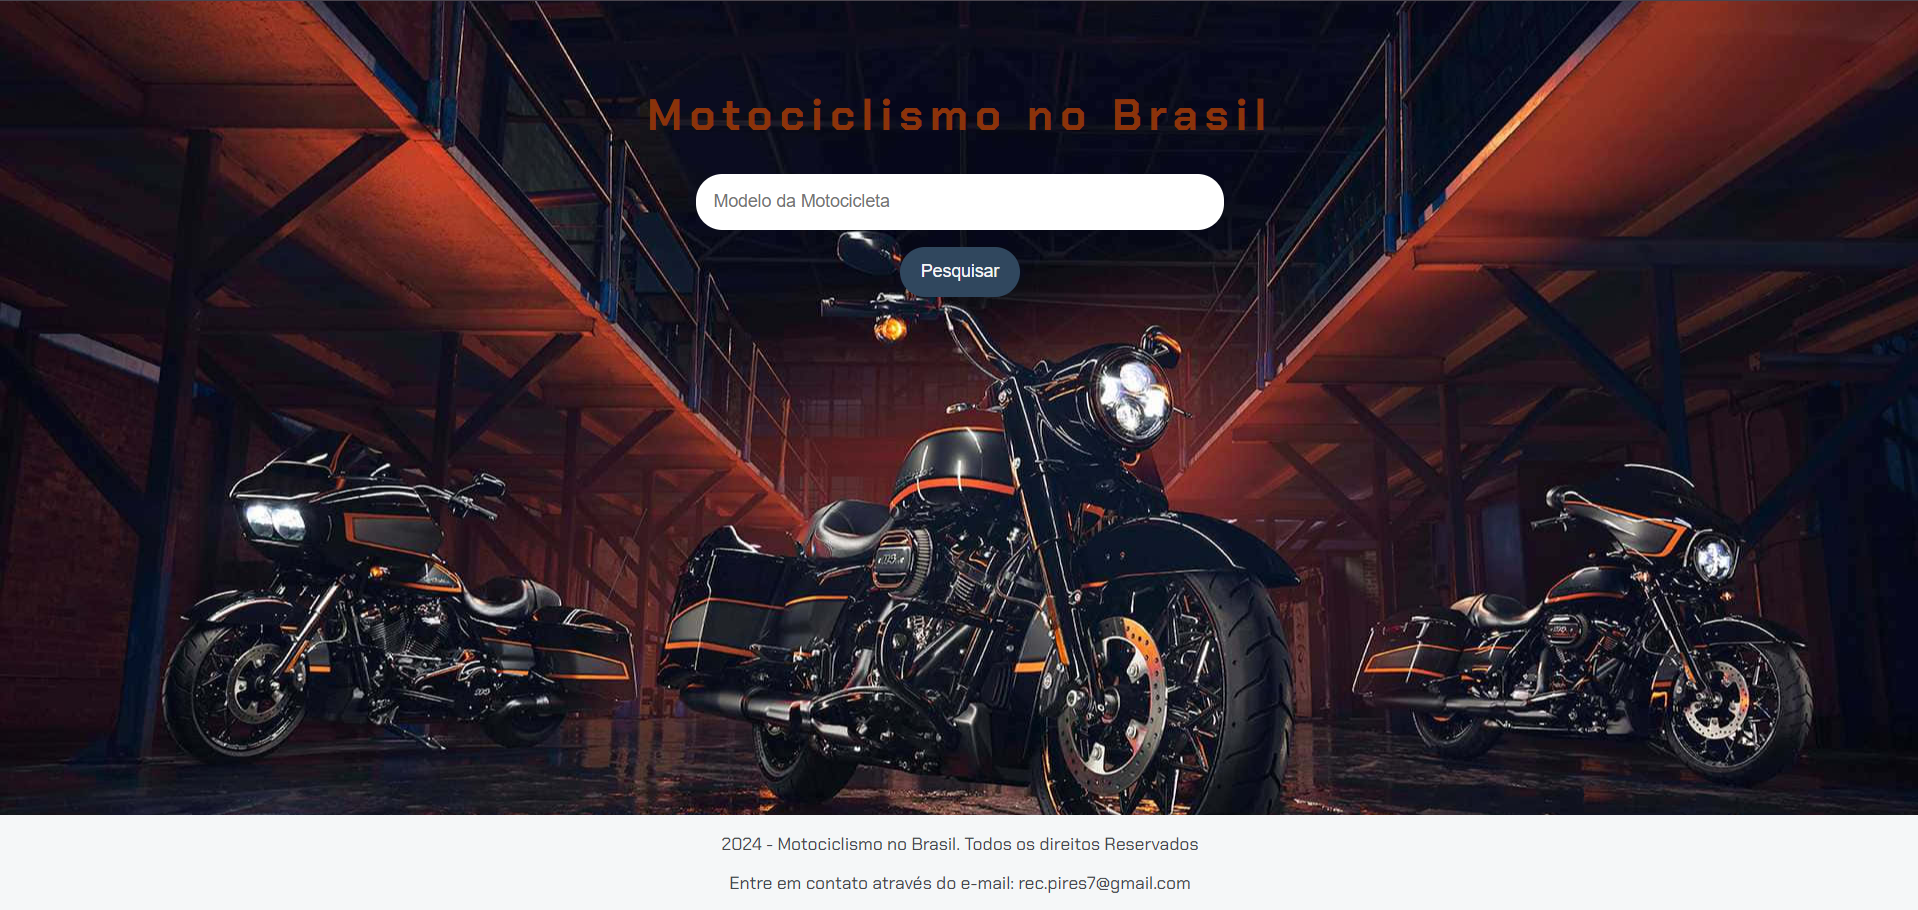 Motociclismo no Brasil
Modelo da Motocicleta
Pesquisar
2024 - Motociclismo no Brasil. Todos os direitos Reservados
Entre em contato através do e-mail: rec.pires7@gmail.com